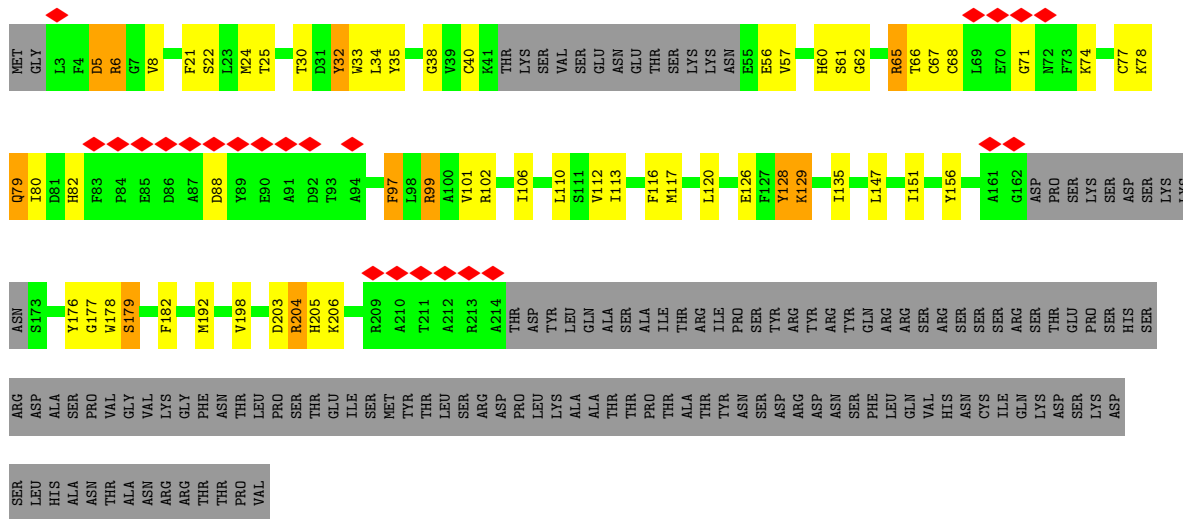 MET GLY L3 F4 D5 R6 G7 V8 F21 S22 L23 M24 T25 T30 D31 Y32 W33 L34 Y35 G38 V39 C40 K41 THR LYS SER VAL SER GLU ASN GLU THR SER LYS LYS ASN E55 E56 V57 H60 S61 G62 R65 T66 C67 C68 L69 E70 G71 N72 F73 K74 C77 K78
Q79 I80 D81 H82 F83 P84 E85 D86 A87 D88 Y89 E90 A91 D92 T93 A94 F97 L98 R99 A100 V101 R102 I106 L110 S111 V112 I113 F116 M117 L120 E126 F127 Y128 K129 I135 L147 I151 Y156 A161 G162 ASP PRO SER LYS SER ASP SER LYS LYS
ASN S173 Y176 G177 W178 S179 F182 M192 V198 D203 R204 H205 K206 R209 A210 T211 A212 R213 A214 THR ASP TYR LEU GLN ALA SER ALA ILE THR ARG ILE PRO SER TYR ARG TYR ARG TYR GLN ARG ARG SER ARG SER SER SER ARG SER THR GLU PRO SER HIS SER
ARG ASP ALA SER PRO VAL GLY VAL LYS GLY PHE ASN THR LEU PRO SER THR GLU ILE SER MET TYR THR LEU SER ARG ASP PRO LEU LYS ALA ALA THR THR PRO THR ALA THR TYR ASN SER ASP ARG ASP ASN SER PHE LEU GLN VAL HIS ASN CYS ILE GLN LYS ASP SER LYS ASP
SER LEU HIS ALA ASN THR ALA ASN ARG ARG THR THR PRO VAL